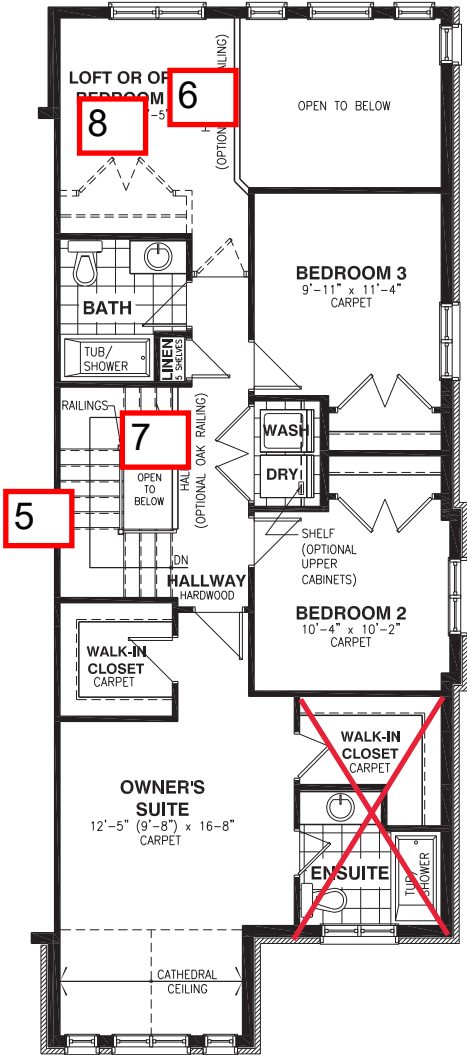 LOFT OR
6
8
OPEN TO BELOW
(OPTIONAL
BEDROOM 3
9'-11" x 11'-4"
CARPET
BATH
TUB/
SHOWER
LINEN
5 SHELVES
RAILINGS
7
(OPTIONAL OAK RAILING)
WASH
DRY
OPEN
TO
BELOW
5
SHELF
(OPTIONAL
UPPER
CABINETS)
DN
HALLWAY
HARDWOOD
BEDROOM 2
10'-4" x 10'-2"
CARPET
WALK-IN
CLOSET
CARPET
WALK-IN
CLOSET
CARPET
OWNER'S
SUITE
12'-5" (9'-8") x 16-8"
CARPET
ENSUITE
TUB/
SHOWER
CATHEDRAL
CEILING